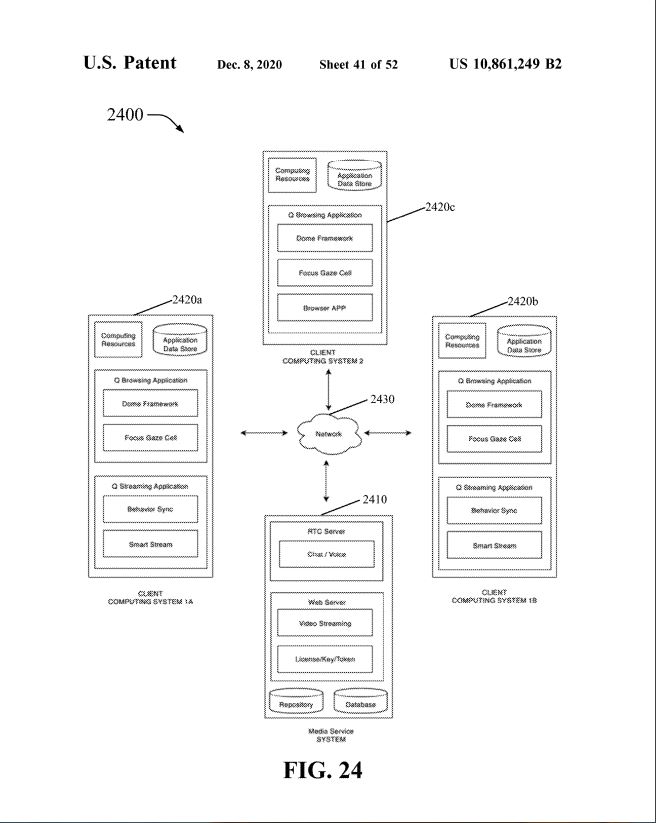 U.S. Patent Dec. 8, 2020 Sheet 41 of 52 US 10,861,249 B2
2400
Computing
Resources
Application
Data Store
Q Browsing Application
Dome Framework
Focus Gaze Cell
Browser APP
2420c
CLIENT
COMPUTING SYSTEM 2
2420a
Computing
Resources
Application
Data Store
Q Browsing Application
Dome Framework
Focus Gaze Cell
Q Streaming Application
Behavior Sync
Smart Stream
CLIENT
COMPUTING SYSTEM 1A
2430
Network
2420b
Computing
Resources
Application
Data Store
Q Browsing Application
Dome Framework
Focus Gaze Cell
Q Streaming Application
Behavior Sync
Smart Stream
CLIENT
COMPUTING SYSTEM 1B
2410
RTC Server
Chat / Voice
Web Server
Video Streaming
License/Key/Token
Repository
Database
Media Service
SYSTEM
FIG. 24